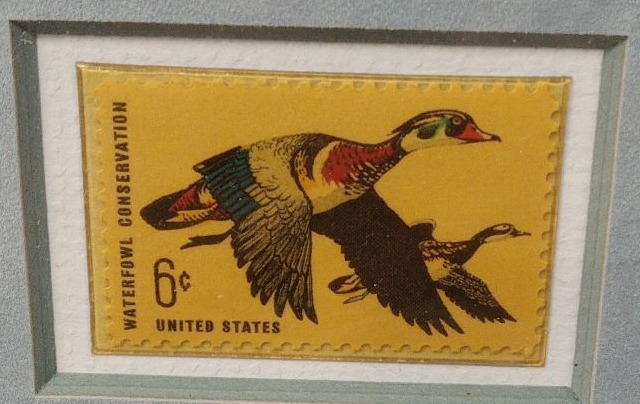 WATERFOWL CONSERVATION
6¢
UNITED STATES